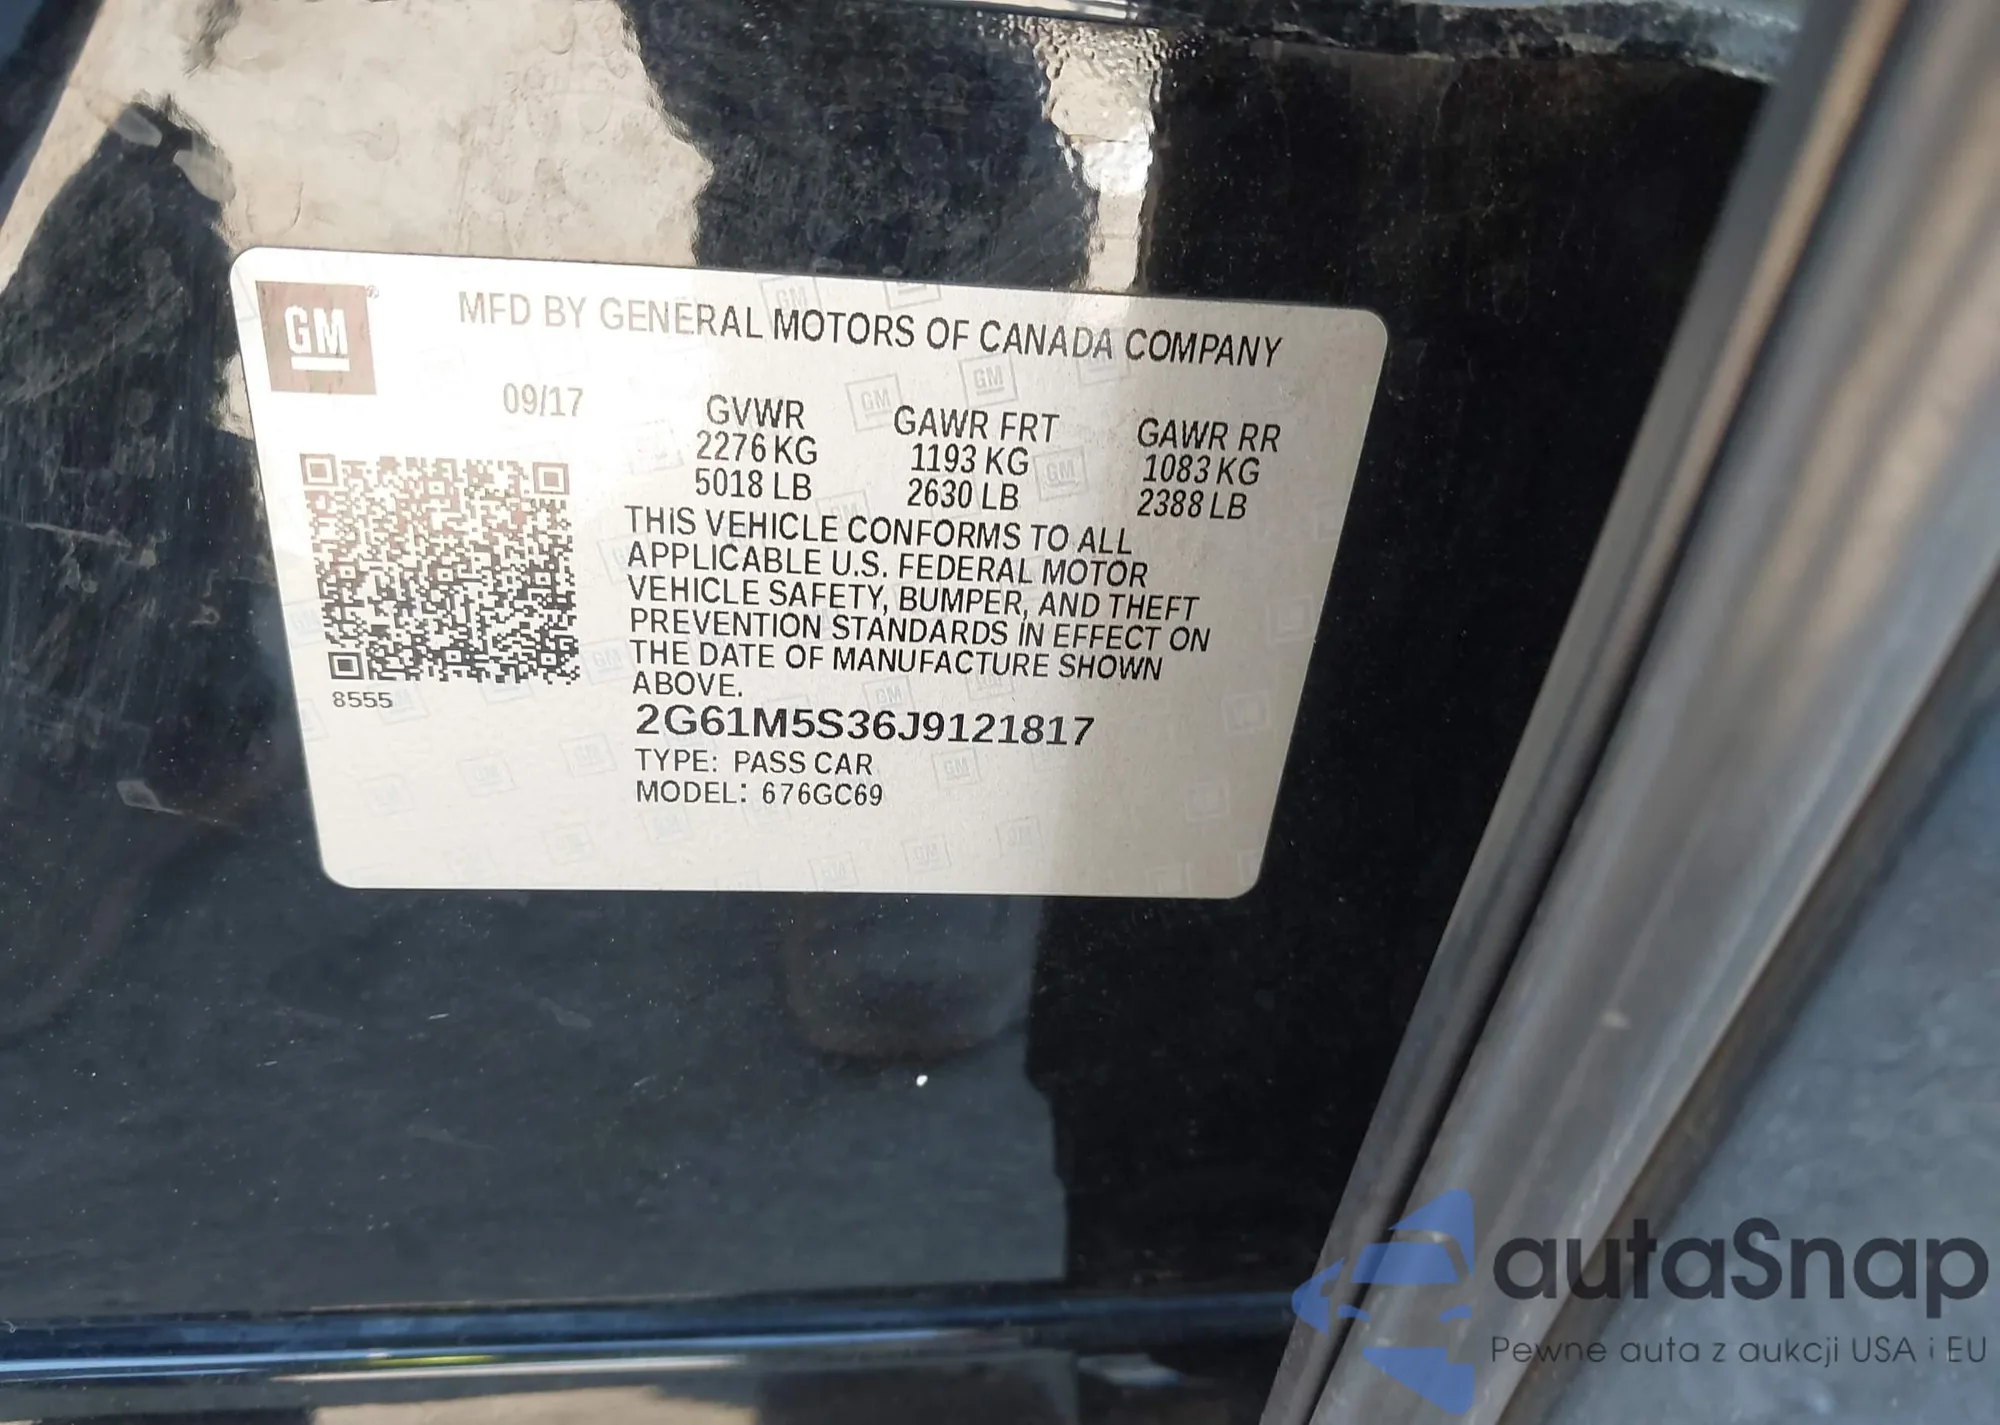 GM
MFD BY GENERAL MOTORS OF CANADA COMPANY
09/17
GVWR GAWR FRT GAWR RR
2276 KG 1193 KG 1083 KG
5018 LB 2630 LB 2388 LB
THIS VEHICLE CONFORMS TO ALL
APPLICABLE U.S. FEDERAL MOTOR
VEHICLE SAFETY, BUMPER, AND THEFT
PREVENTION STANDARDS IN EFFECT ON
THE DATE OF MANUFACTURE SHOWN
ABOVE.
8555
2G61M5S36J9121817
TYPE: PASS CAR
MODEL: 676GC69
autaSnap
Pewne auta z aukcji USA i EU